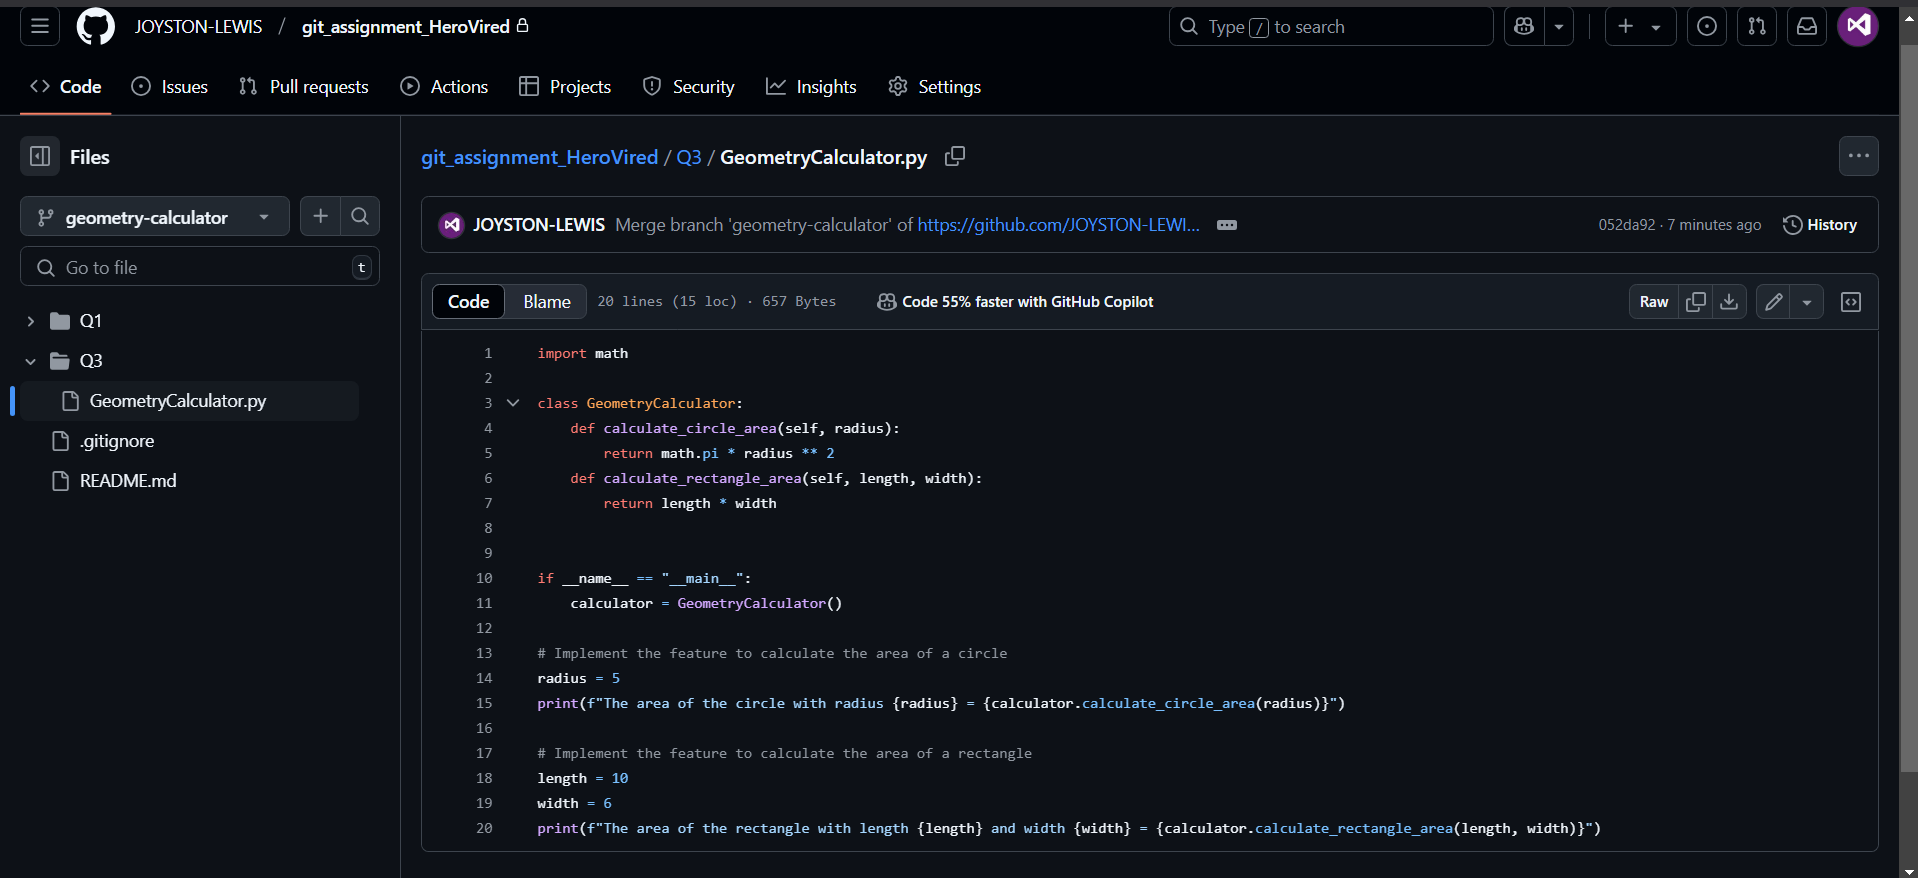 JOYSTON-LEWIS / git_assignment_HeroVired
Type / to search
Code Issues Pull requests Actions Projects Security Insights Settings
Files
geometry-calculator
Go to file t
Q1
Q3
GeometryCalculator.py
.gitignore
README.md
git_assignment_HeroVired / Q3 / GeometryCalculator.py
JOYSTON-LEWIS Merge branch 'geometry-calculator' of https://github.com/JOYSTON-LEWI... 052da92 · 7 minutes ago History
Code Blame 20 lines (15 loc) · 657 Bytes Code 55% faster with GitHub Copilot Raw
1 import math
2
3 class GeometryCalculator:
4     def calculate_circle_area(self, radius):
5         return math.pi * radius ** 2
6     def calculate_rectangle_area(self, length, width):
7         return length * width
8
9
10 if __name__ == "__main__":
11     calculator = GeometryCalculator()
12
13 # Implement the feature to calculate the area of a circle
14 radius = 5
15 print(f"The area of the circle with radius {radius} = {calculator.calculate_circle_area(radius)}")
16
17 # Implement the feature to calculate the area of a rectangle
18 length = 10
19 width = 6
20 print(f"The area of the rectangle with length {length} and width {width} = {calculator.calculate_rectangle_area(length, width)}")